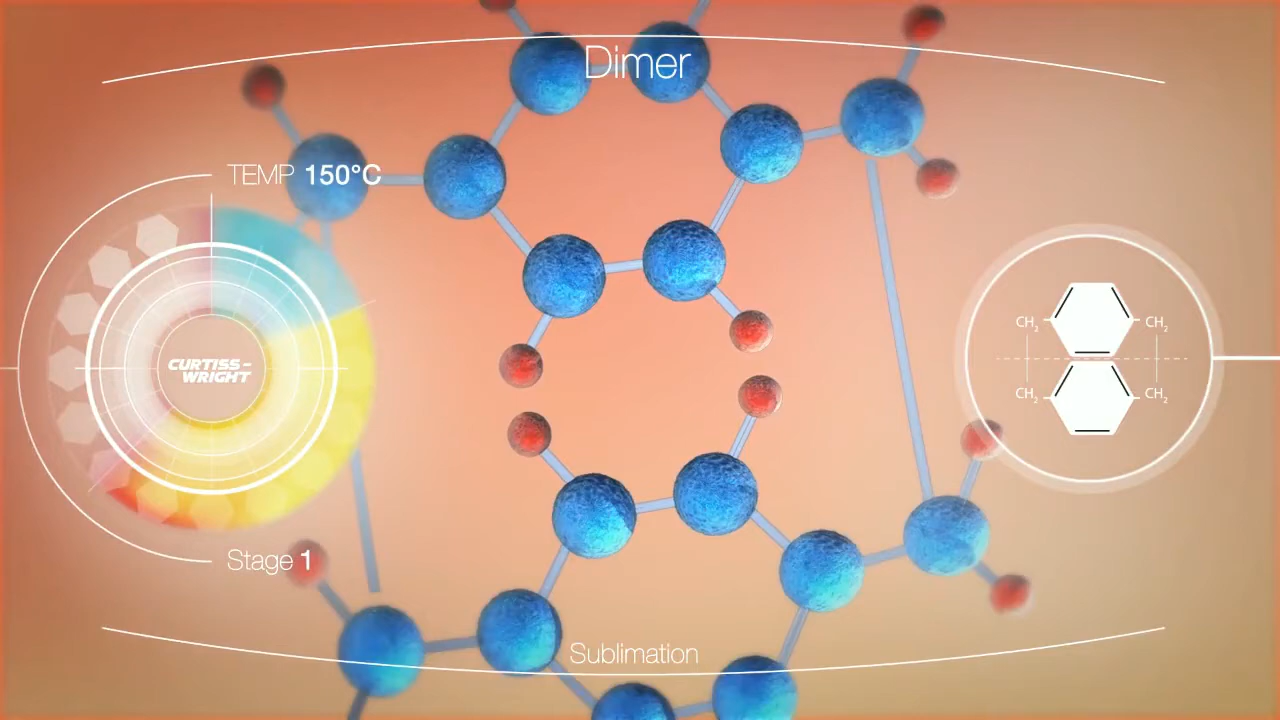 Dimer
TEMP 150°C
CURTISS-
WRIGHT
CH2 CH2
CH2 CH2
Stage 1
Sublimation